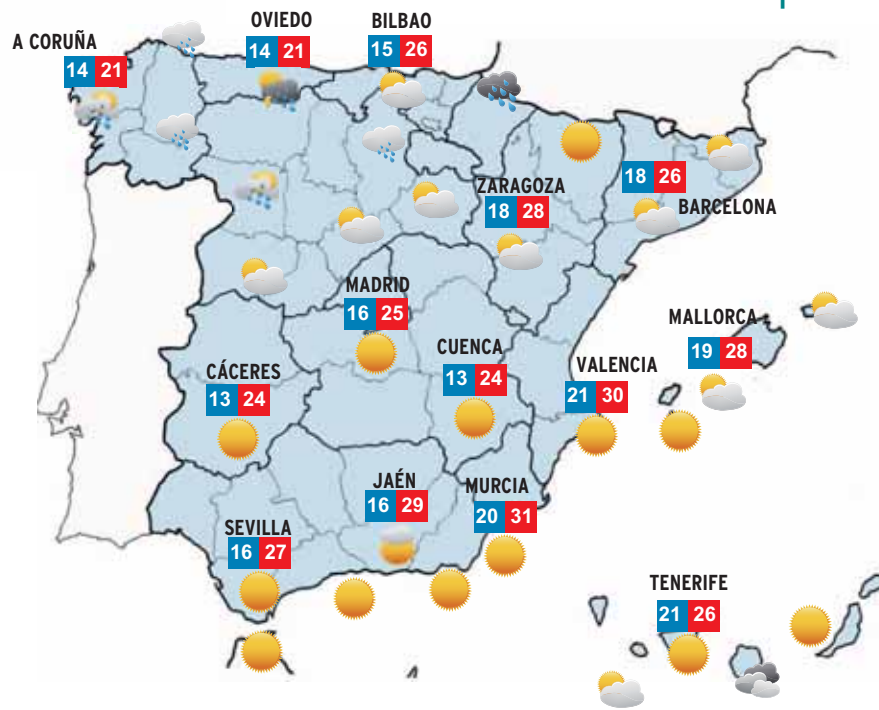 OVIEDO
14 21
BILBAO
15 26
A CORUÑA
14 21
18 26
BARCELONA
ZARAGOZA
18 28
MADRID
16 25
MALLORCA
19 28
CUENCA
13 24
VALENCIA
21 30
CÁCERES
13 24
JAÉN
16 29
MURCIA
20 31
SEVILLA
16 27
TENERIFE
21 26